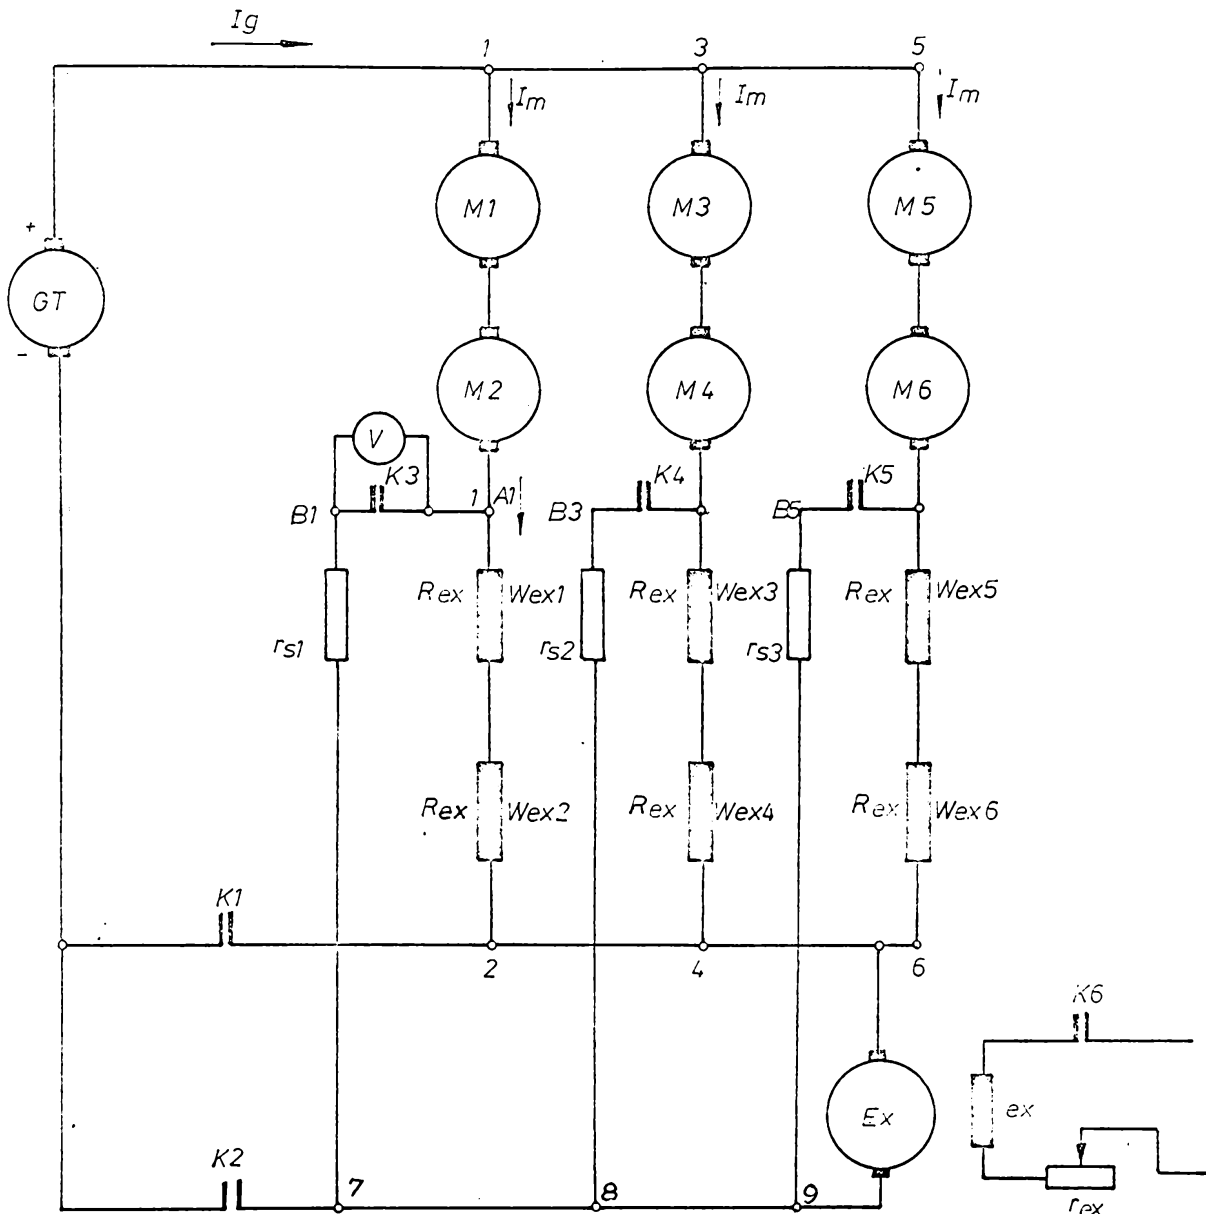 Ig
1 3 5
Im Im Im
M1 M3 M5
+
GT
-
M2 M4 M6
V
K3 K4 K5
B1 1 A1 B3 B5
Rex Wex1 Rex Wex3 Rex Wex5
rs1 rs2 rs3
Rex Wex2 Rex Wex4 Rex Wex6
K1
2 4 6
K6
Ex ex
K2
7 8 9
rex